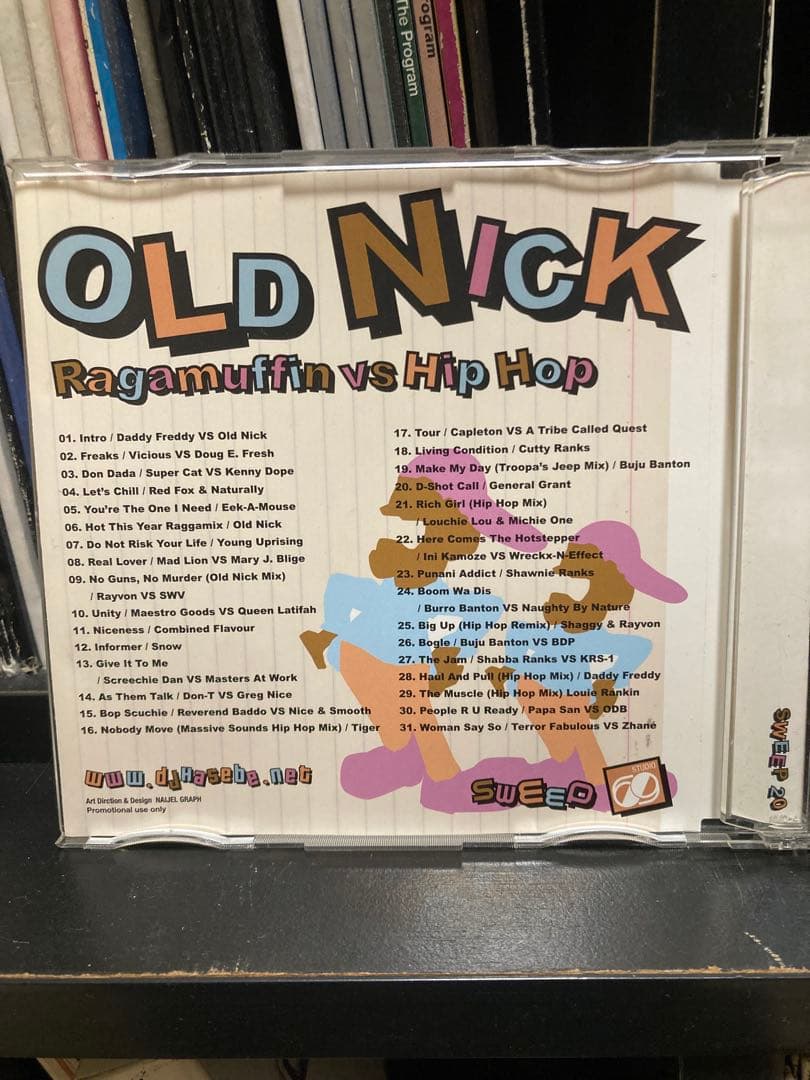 The Program
Program
OLD NICK
Ragamuffin vs Hip Hop
01. Intro / Daddy Freddy VS Old Nick
02. Freaks / Vicious VS Doug E. Fresh
03. Don Dada / Super Cat VS Kenny Dope
04. Let's Chill / Red Fox & Naturally
05. You're The One I Need / Eek-A-Mouse
06. Hot This Year Raggamix / Old Nick
07. Do Not Risk Your Life / Young Uprising
08. Real Lover / Mad Lion VS Mary J. Blige
09. No Guns, No Murder (Old Nick Mix)
/ Rayvon VS SWV
10. Unity / Maestro Goods VS Queen Latifah
11. Niceness / Combined Flavour
12. Informer / Snow
13. Give It To Me
/ Screechie Dan VS Masters At Work
14. As Them Talk / Don-T VS Greg Nice
15. Bop Scuchie / Reverend Baddo VS Nice & Smooth
16. Nobody Move (Massive Sounds Hip Hop Mix) / Tiger
17. Tour / Capleton VS A Tribe Called Quest
18. Living Condition / Cutty Ranks
19. Make My Day (Troopa's Jeep Mix) / Buju Banton
20. D-Shot Call / General Grant
21. Rich Girl (Hip Hop Mix)
/ Louchie Lou & Michie One
22. Here Comes The Hotstepper
/ Ini Kamoze VS Wreckx-N-Effect
23. Punani Addict / Shawnie Ranks
24. Boom Wa Dis
/ Burro Banton VS Naughty By Nature
25. Big Up (Hip Hop Remix) / Shaggy & Rayvon
26. Bogle / Buju Banton VS BDP
27. The Jam / Shabba Ranks VS KRS-1
28. Haul And Pull (Hip Hop Mix) / Daddy Freddy
29. The Muscle (Hip Hop Mix) Louie Rankin
30. People R U Ready / Papa San VS ODB
31. Woman Say So / Terror Fabulous VS Zhané
www.djhasebe.net
Art Dirction & Design NAIJEL GRAPH
Promotional use only
SWEEP
STUDIO
SWEEP 20